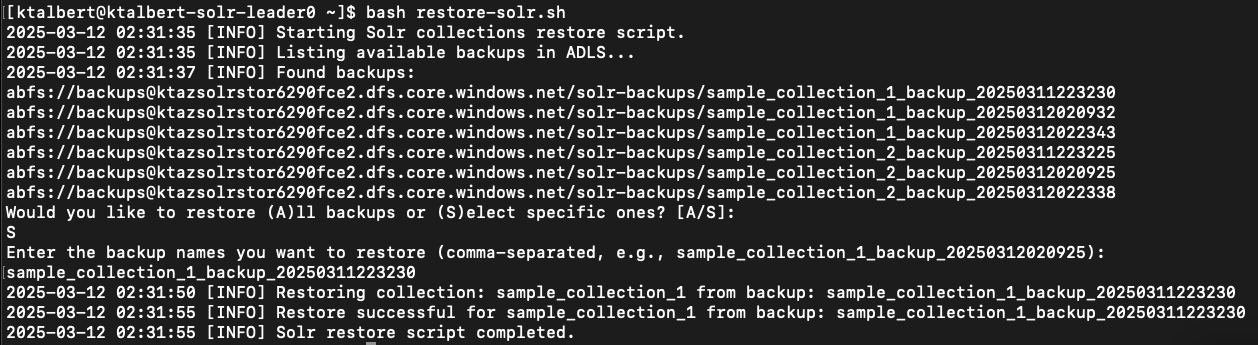 [ktalbert@ktalbert-solr-leader0 ~]$ bash restore-solr.sh
2025-03-12 02:31:35 [INFO] Starting Solr collections restore script.
2025-03-12 02:31:35 [INFO] Listing available backups in ADLS...
2025-03-12 02:31:37 [INFO] Found backups:
abfs://backups@ktazsolrstor6290fce2.dfs.core.windows.net/solr-backups/sample_collection_1_backup_20250311223230
abfs://backups@ktazsolrstor6290fce2.dfs.core.windows.net/solr-backups/sample_collection_1_backup_20250312020932
abfs://backups@ktazsolrstor6290fce2.dfs.core.windows.net/solr-backups/sample_collection_1_backup_20250312022343
abfs://backups@ktazsolrstor6290fce2.dfs.core.windows.net/solr-backups/sample_collection_2_backup_20250311223225
abfs://backups@ktazsolrstor6290fce2.dfs.core.windows.net/solr-backups/sample_collection_2_backup_20250312020925
abfs://backups@ktazsolrstor6290fce2.dfs.core.windows.net/solr-backups/sample_collection_2_backup_20250312022338
Would you like to restore (A)ll backups or (S)elect specific ones? [A/S]:
S
Enter the backup names you want to restore (comma-separated, e.g., sample_collection_1_backup_20250312020925):
sample_collection_1_backup_20250311223230
2025-03-12 02:31:50 [INFO] Restoring collection: sample_collection_1 from backup: sample_collection_1_backup_20250311223230
2025-03-12 02:31:55 [INFO] Restore successful for sample_collection_1 from backup: sample_collection_1_backup_20250311223230
2025-03-12 02:31:55 [INFO] Solr restore script completed.